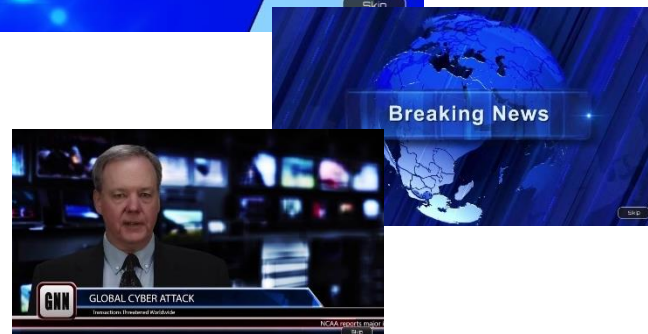 Skip
Breaking News
Skip
GNN
GLOBAL CYBER ATTACK
Transactions Threatened Worldwide
NCAA reports major
Skip